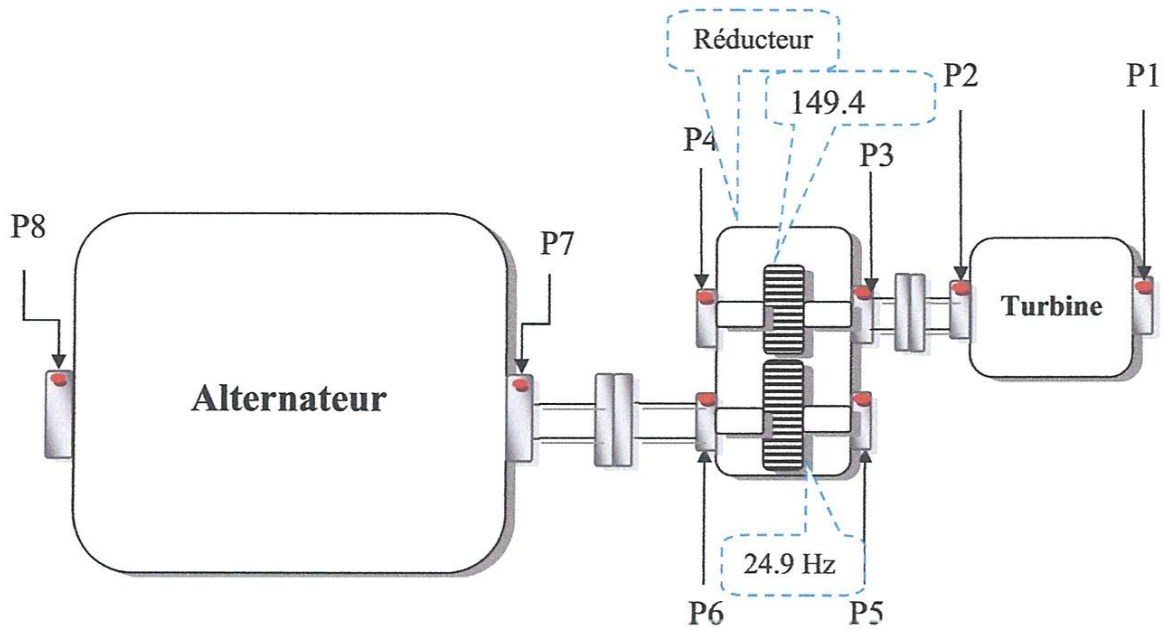 Réducteur
149.4
P2
P1
P4
P3
P8
P7
Turbine
Alternateur
24.9 Hz
P6
P5